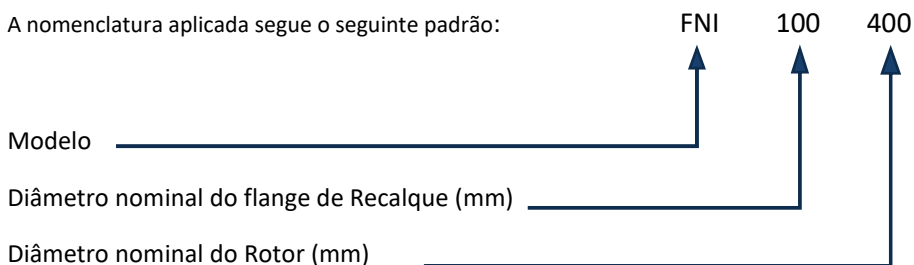 A nomenclatura aplicada segue o seguinte padrão: FNI 100 400
Modelo
Diâmetro nominal do flange de Recalque (mm)
Diâmetro nominal do Rotor (mm)